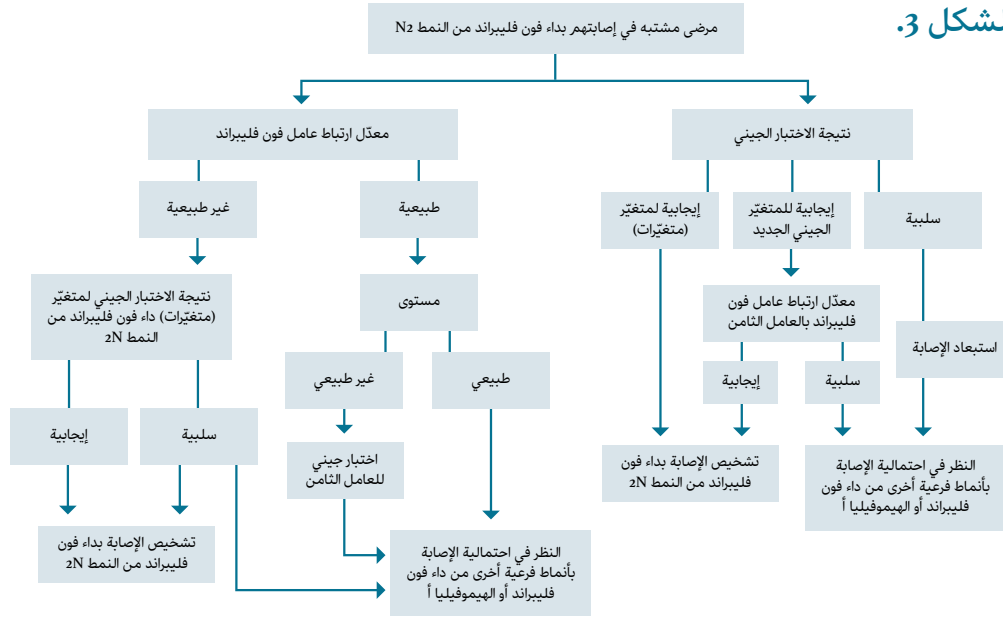 لشكل 3.
مرضى مشتبه في إصابتهم بداء فون فليبراند من النمط N2
نتيجة الاختبار الجيني
معدّل ارتباط عامل فون فليبراند
سلبية
إيجابية للمتغيّر
الجيني الجديد
إيجابية لمتغيّر
(متغيّرات)
طبيعية
غير طبيعية
معدّل ارتباط عامل فون
فليبراند بالعامل الثامن
مستوى
نتيجة الاختبار الجيني لمتغيّر
(متغيّرات) داء فون فليبراند من
النمط 2N
استبعاد الإصابة
سلبية
إيجابية
طبيعي
غير طبيعي
سلبية
إيجابية
النظر في احتمالية الإصابة
بأنماط فرعية أخرى من داء فون
فليبراند أو الهيموفيليا أ
تشخيص الإصابة بداء فون
فليبراند من النمط 2N
اختبار جيني
للعامل الثامن
النظر في احتمالية الإصابة
بأنماط فرعية أخرى من داء فون
فليبراند أو الهيموفيليا أ
تشخيص الإصابة بداء فون
فليبراند من النمط 2N